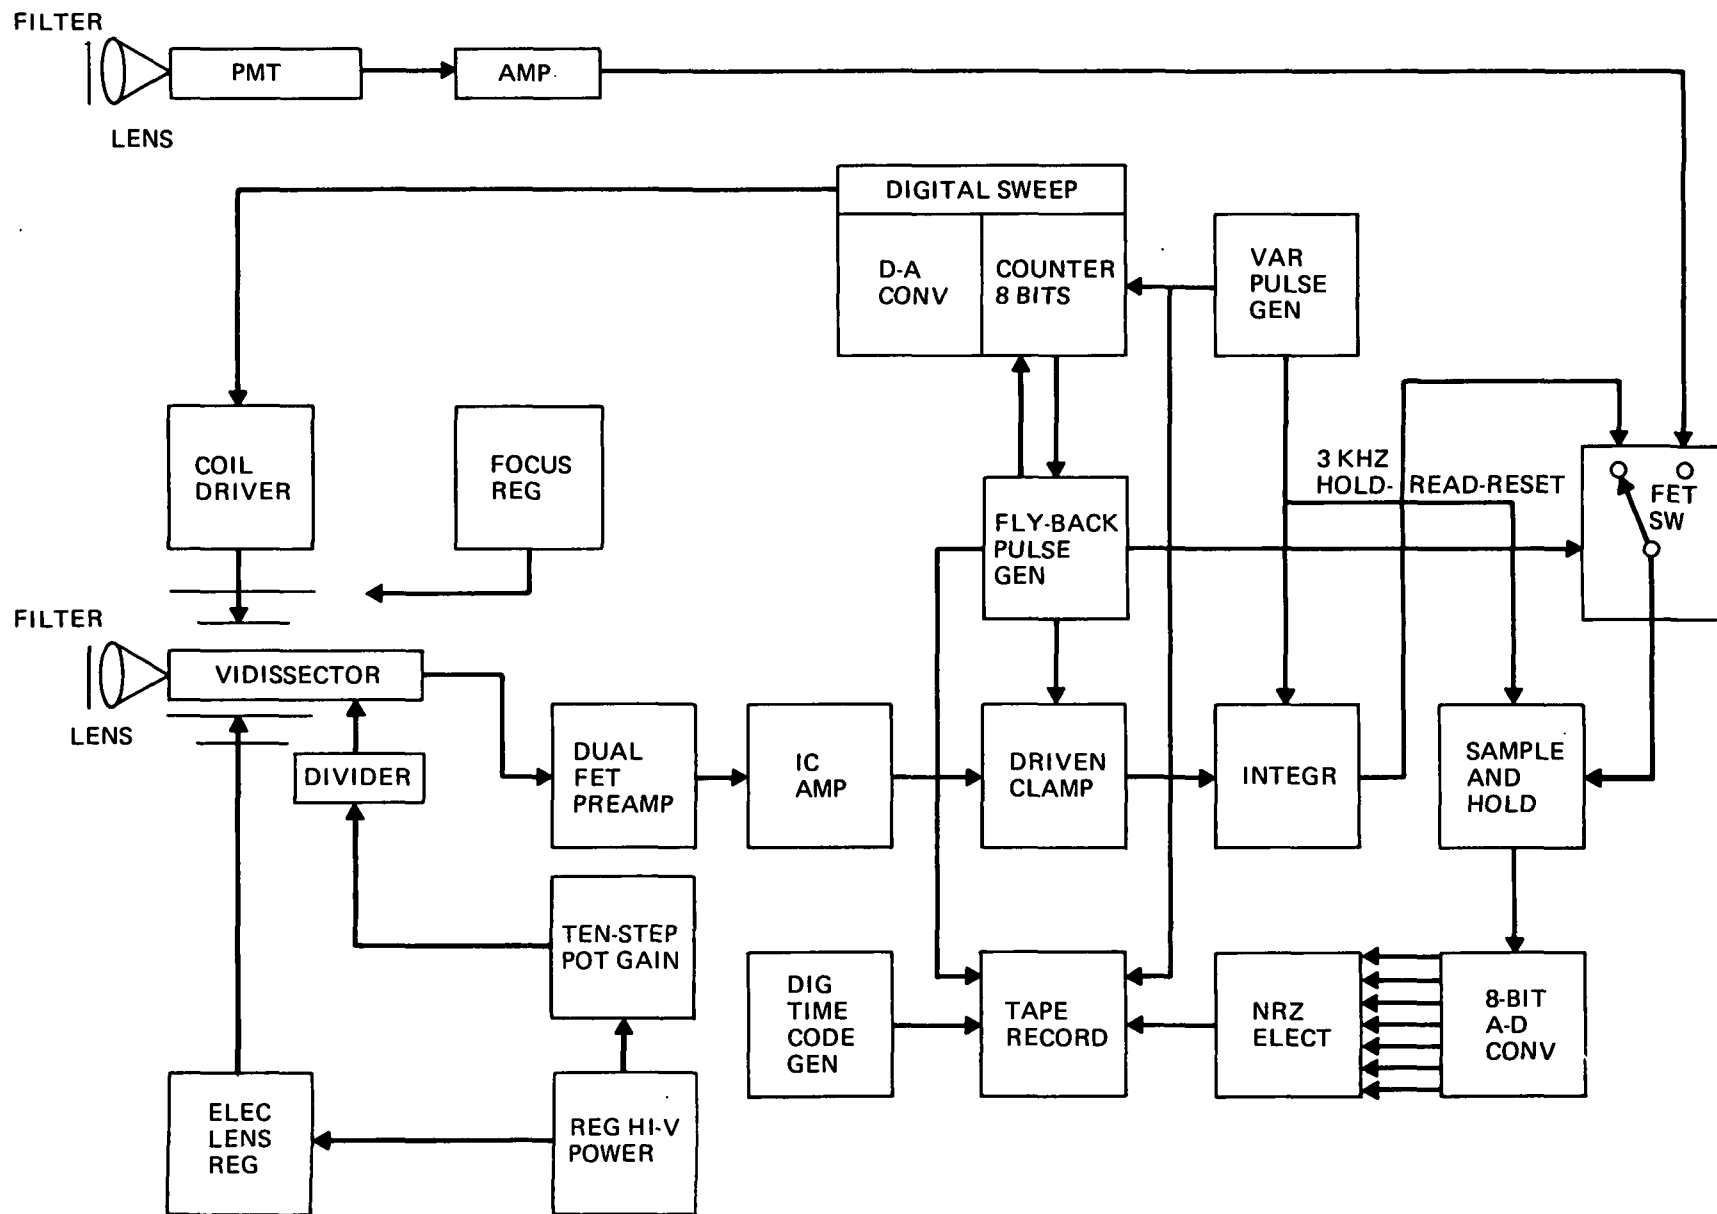 FILTER
PMT
AMP
LENS
DIGITAL SWEEP
D-A
CONV
COUNTER
8 BITS
VAR
PULSE
GEN
COIL
DRIVER
FOCUS
REG
3 KHZ
HOLD- READ-RESET
FET
SW
FLY-BACK
PULSE
GEN
FILTER
VIDISSECTOR
LENS
DIVIDER
DUAL
FET
PREAMP
IC
AMP
DRIVEN
CLAMP
INTEGR
SAMPLE
AND
HOLD
TEN-STEP
POT GAIN
DIG
TIME
CODE
GEN
TAPE
RECORD
NRZ
ELECT
8-BIT
A-D
CONV
ELEC
LENS
REG
REG HI-V
POWER